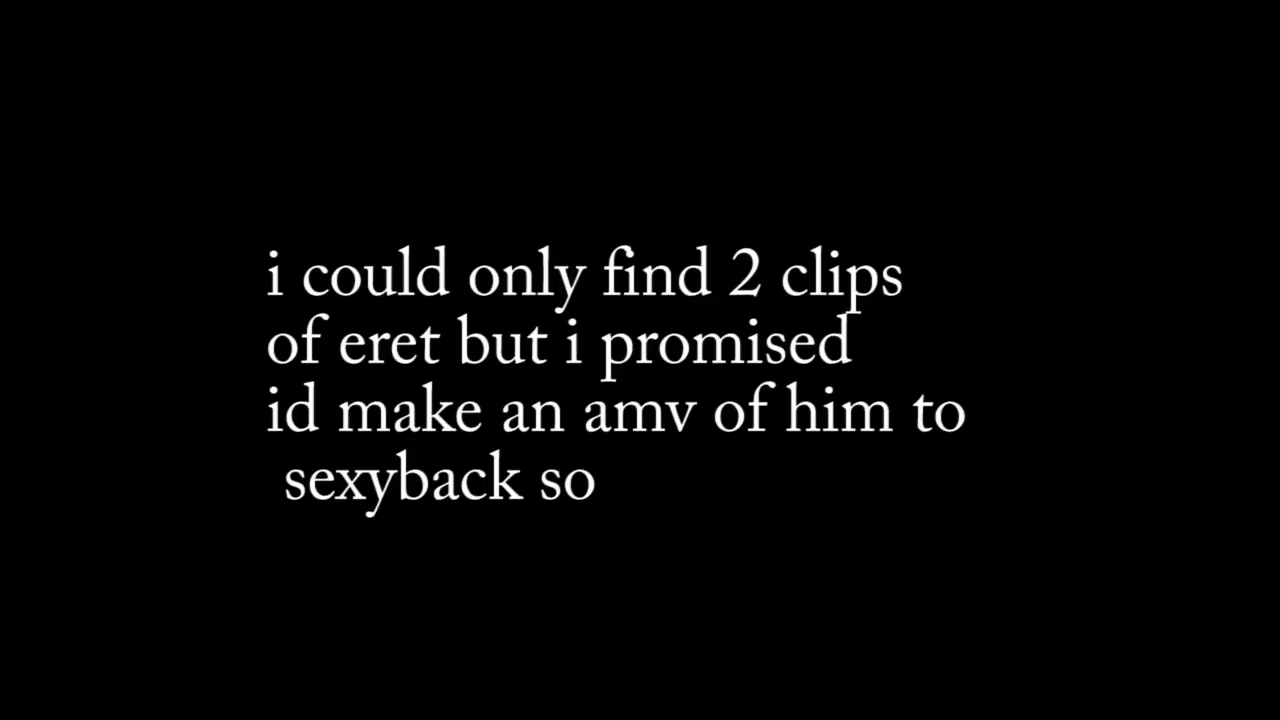 i could only find 2 clips
of eret but i promised
id make an amv of him to
sexyback so